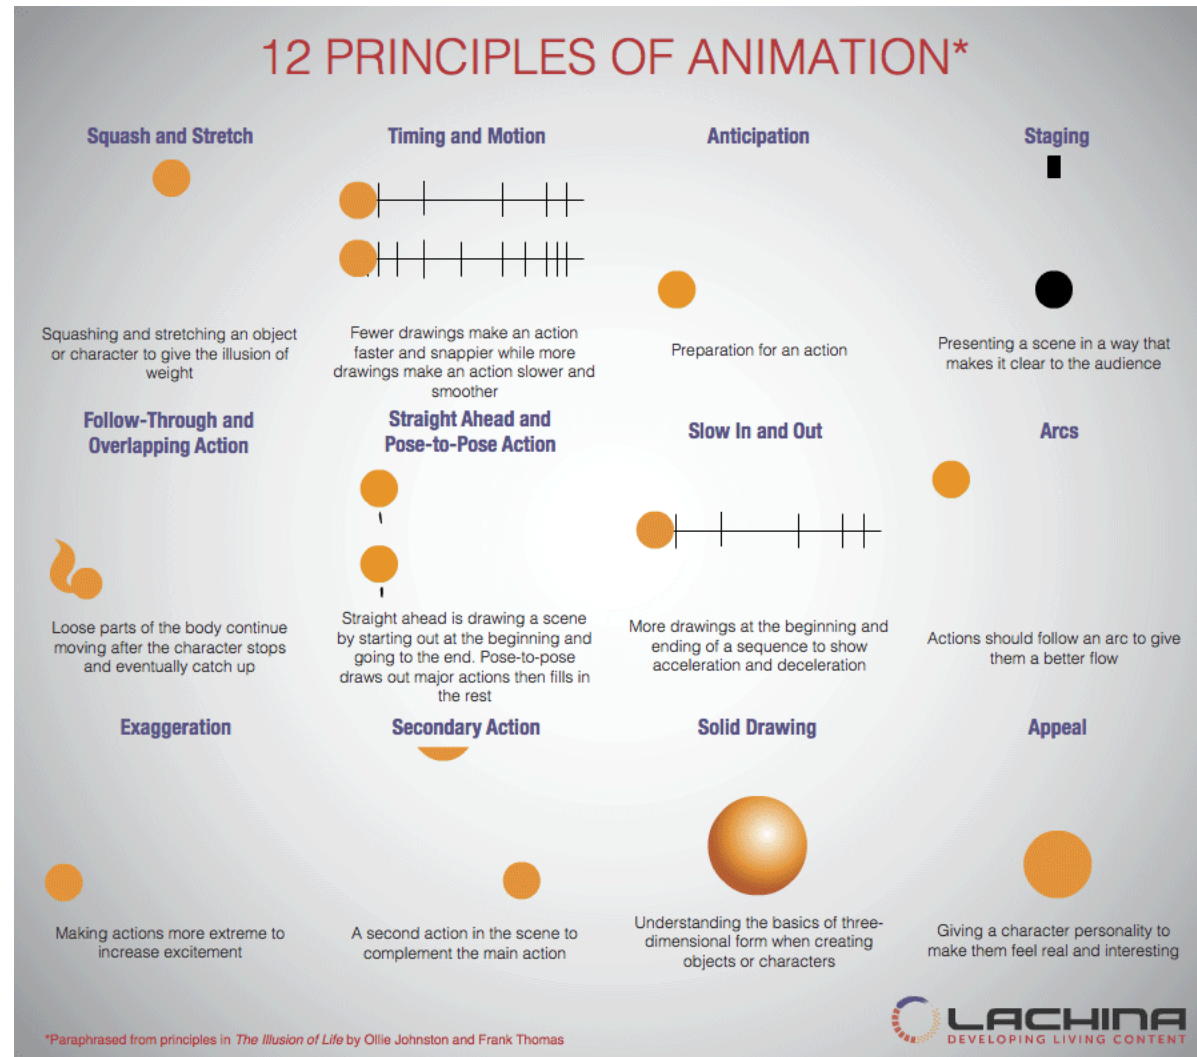 12 PRINCIPLES OF ANIMATION*
Squash and Stretch
Squashing and stretching an object
or character to give the illusion of
weight
Timing and Motion
Fewer drawings make an action
faster and snappier while more
drawings make an action slower and
smoother
Anticipation
Preparation for an action
Staging
Presenting a scene in a way that
makes it clear to the audience
Follow-Through and
Overlapping Action
Loose parts of the body continue
moving after the character stops
and eventually catch up
Straight Ahead and
Pose-to-Pose Action
Straight ahead is drawing a scene
by starting out at the beginning and
going to the end. Pose-to-pose
draws out major actions then fills in
the rest
Slow In and Out
More drawings at the beginning and
ending of a sequence to show
acceleration and deceleration
Arcs
Actions should follow an arc to give
them a better flow
Exaggeration
Making actions more extreme to
increase excitement
Secondary Action
A second action in the scene to
complement the main action
Solid Drawing
Understanding the basics of three-
dimensional form when creating
objects or characters
Appeal
Giving a character personality to
make them feel real and interesting
*Paraphrased from principles in The Illusion of Life by Ollie Johnston and Frank Thomas
LACHINA
DEVELOPING LIVING CONTENT